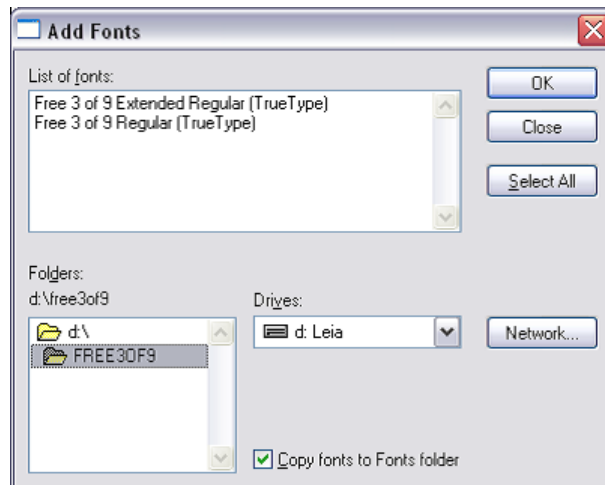 Add Fonts
List of fonts:
Free 3 of 9 Extended Regular (TrueType)
Free 3 of 9 Regular (TrueType)
OK
Close
Select All
Folders:
d:\free3of9
Drives:
d:\
FREE3OF9
d: Leia
Network...
Copy fonts to Fonts folder